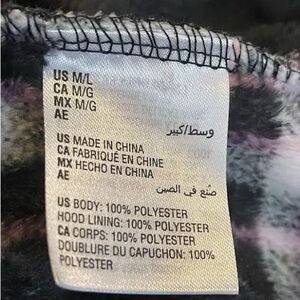 US M/L
CA M/G
MX M/G
AE
وسط/كبير
US MADE IN CHINA
CA FABRIQUÉ EN CHINE
MX HECHO EN CHINA
AE
صنع في الصين
US BODY: 100% POLYESTER
HOOD LINING: 100% POLYESTER
CA CORPS: 100% POLYESTER
DOUBLURE DU CAPUCHON: 100%
POLYESTER